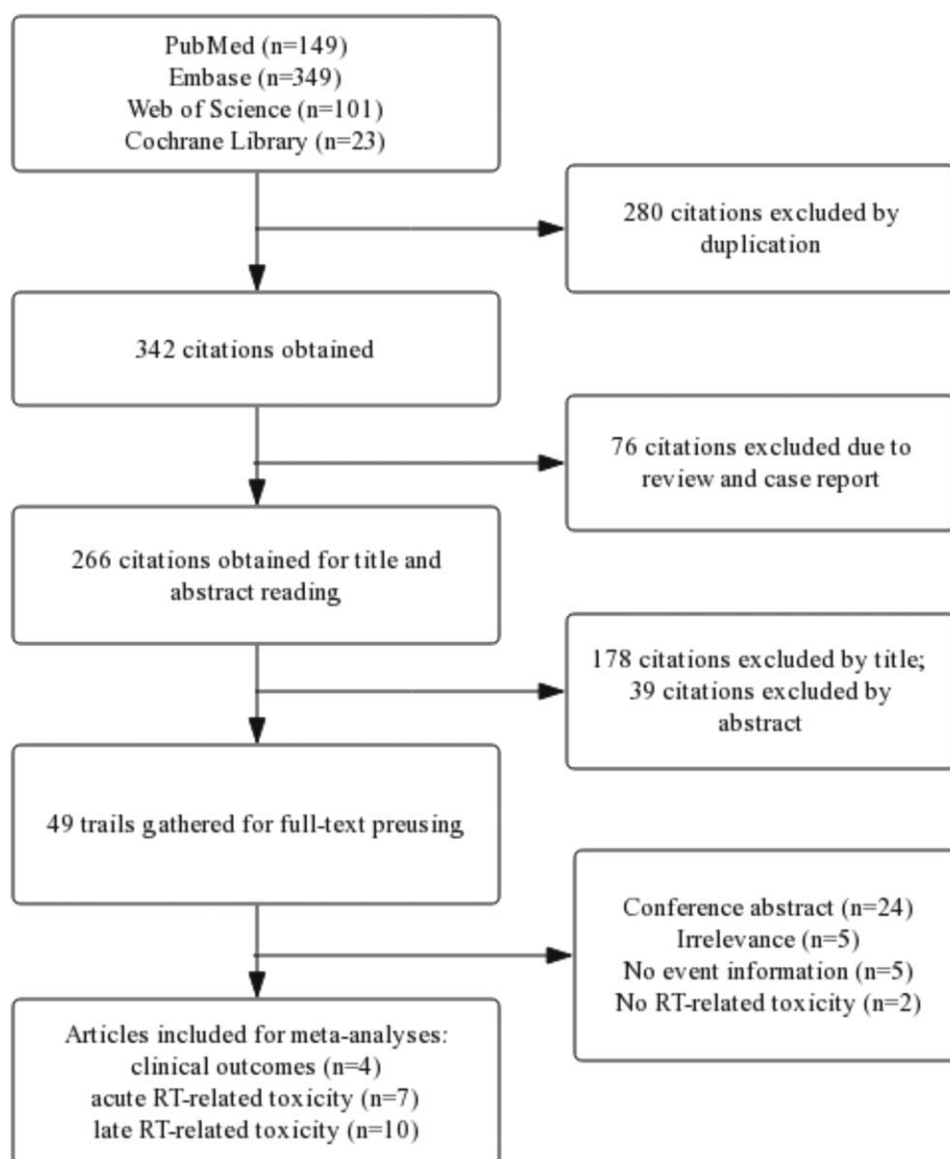 PubMed (n=149)
Embase (n=349)
Web of Science (n=101)
Cochrane Library (n=23)
280 citations excluded by
duplication
342 citations obtained
76 citations excluded due to
review and case report
266 citations obtained for title and
abstract reading
178 citations excluded by title;
39 citations excluded by
abstract
49 trails gathered for full-text preusing
Conference abstract (n=24)
Irrelevance (n=5)
No event information (n=5)
No RT-related toxicity (n=2)
Articles included for meta-analyses:
clinical outcomes (n=4)
acute RT-related toxicity (n=7)
late RT-related toxicity (n=10)